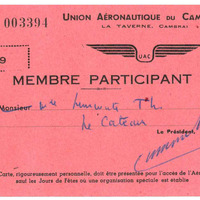 003394
UNION AÉRONAUTIQUE DU CAM
LA TAVERNE, CAMBRAI
9
UAC
MEMBRE PARTICIPANT
Monsieur
Le Cateau
Le Président,
Carte, rigoureusement personnelle, doit être présentée pour l'accès de l'Aé
sauf les Jours de Fêtes où une organisation spéciale est établie